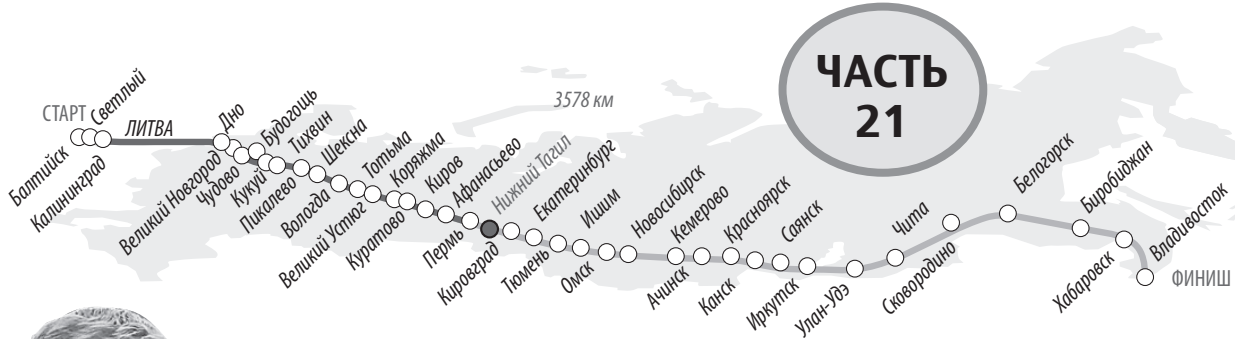 ЧАСТЬ
21
3578 км
СТАРТ
Балтийск
Светлый
Калининград
ЛИТВА
Дно
Великий Новгород
Чудово
Будогощь
Кукуй
Тихвин
Пикалево
Шексна
Вологда
Тотьма
Великий Устюг
Коряжма
Куратово
Киров
Афанасьево
Пермь
Нижний Тагил
Кировград
Екатеринбург
Тюмень
Ишим
Омск
Новосибирск
Ачинск
Кемерово
Канск
Красноярск
Иркутск
Саянск
Улан-Удэ
Чита
Сковородино
Белогорск
Хабаровск
Биробиджан
Владивосток
ФИНИШ